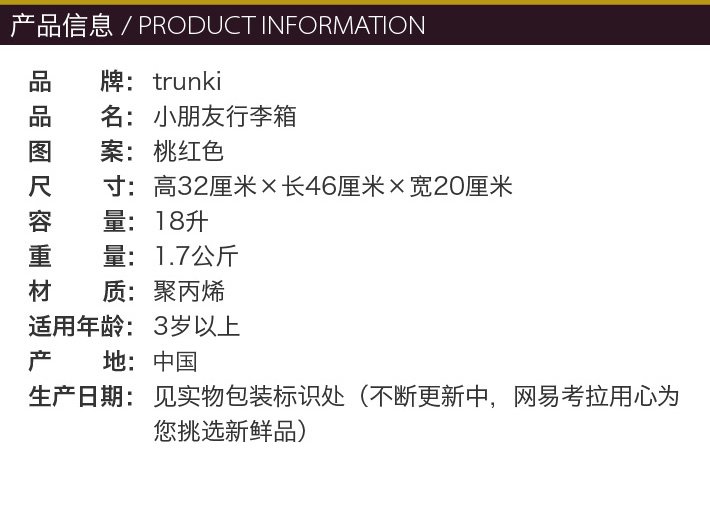 产品信息 / PRODUCT INFORMATION
品 牌：trunki
品 名：小朋友行李箱
图 案：桃红色
尺 寸：高32厘米×长46厘米×宽20厘米
容 量：18升
重 量：1.7公斤
材 质：聚丙烯
适用年龄：3岁以上
产 地：中国
生产日期：见实物包装标识处（不断更新中，网易考拉用心为
您挑选新鲜品）